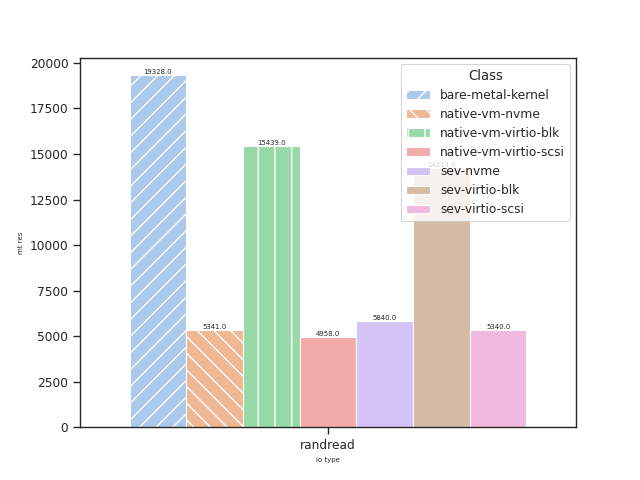 20000
17500
15000
12500
10000
7500
5000
2500
0
mt res
19328.0
5341.0
15439.0
4958.0
5840.0
5340.0
Class
bare-metal-kernel
native-vm-nvme
native-vm-virtio-blk
native-vm-virtio-scsi
sev-nvme
sev-virtio-blk
sev-virtio-scsi
randread
io type